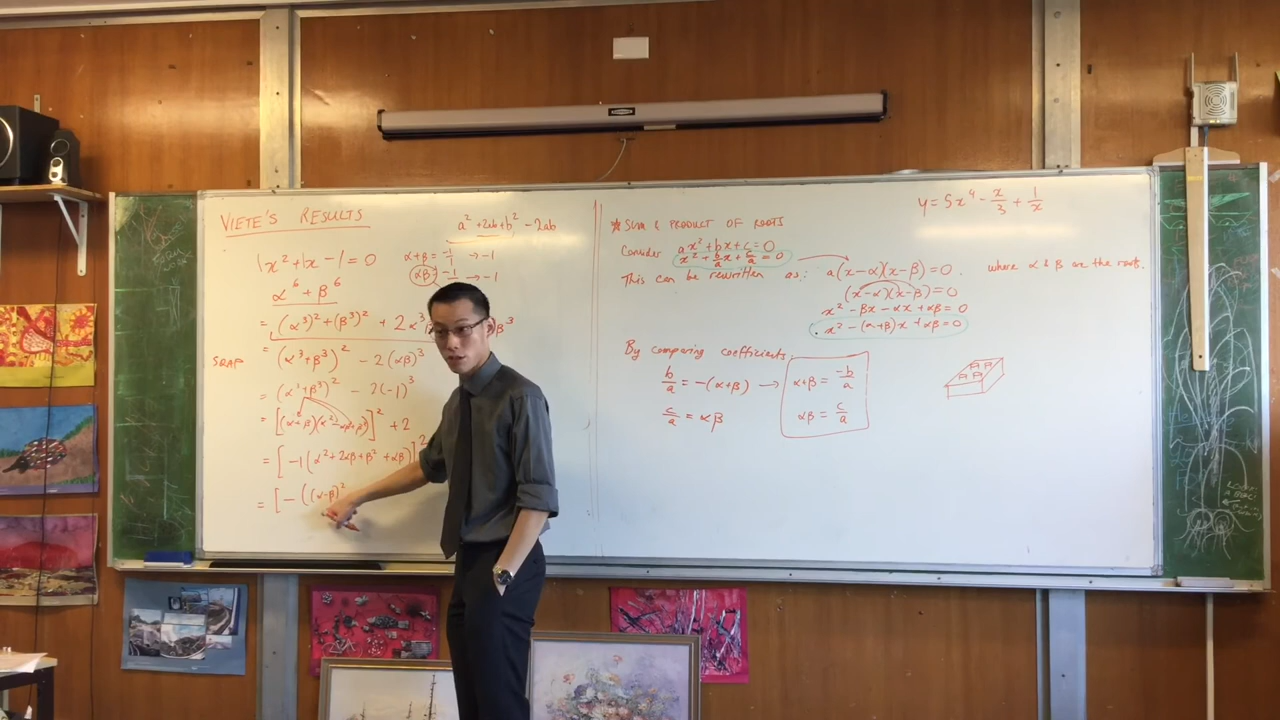 VIETE'S RESULTS
a² + 2ab + b² - 2ab
1x² + 1x - 1 = 0
α+β = -1/1 → -1
αβ = -1/1 → -1
α⁶ + β⁶
= (α³)² + (β³)² + 2α³ β³
= (α³+β³)² - 2(αβ)³
= (α³+β³)² - 2(-1)³
= [(α+β)(α²-αβ+β²)]² + 2
= [-1(α²+2αβ+β² +αβ)]²
= [-((α-β)²
* SUM & PRODUCT OF ROOTS
y = 5x⁴ - x/3 + 1/x
Consider ax²+bx+c=0
x² + b/a x + c/a = 0
This can be rewritten as: a(x-α)(x-β)=0. where α & β are the roots.
(x-α)(x-β)=0
x² - βx - αx + αβ = 0
x² - (α+β)x + αβ = 0
By comparing coefficients,
b/a = -(α+β) → α+β = -b/a
c/a = αβ αβ = c/a